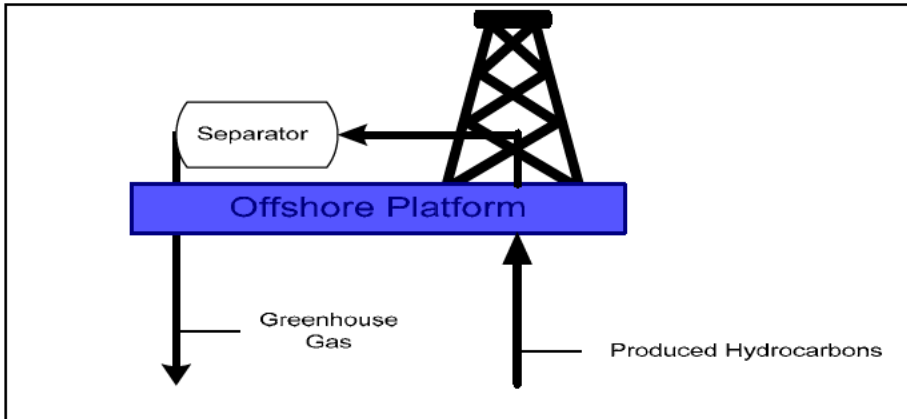 Separator
Offshore Platform
Greenhouse
Gas
Produced Hydrocarbons